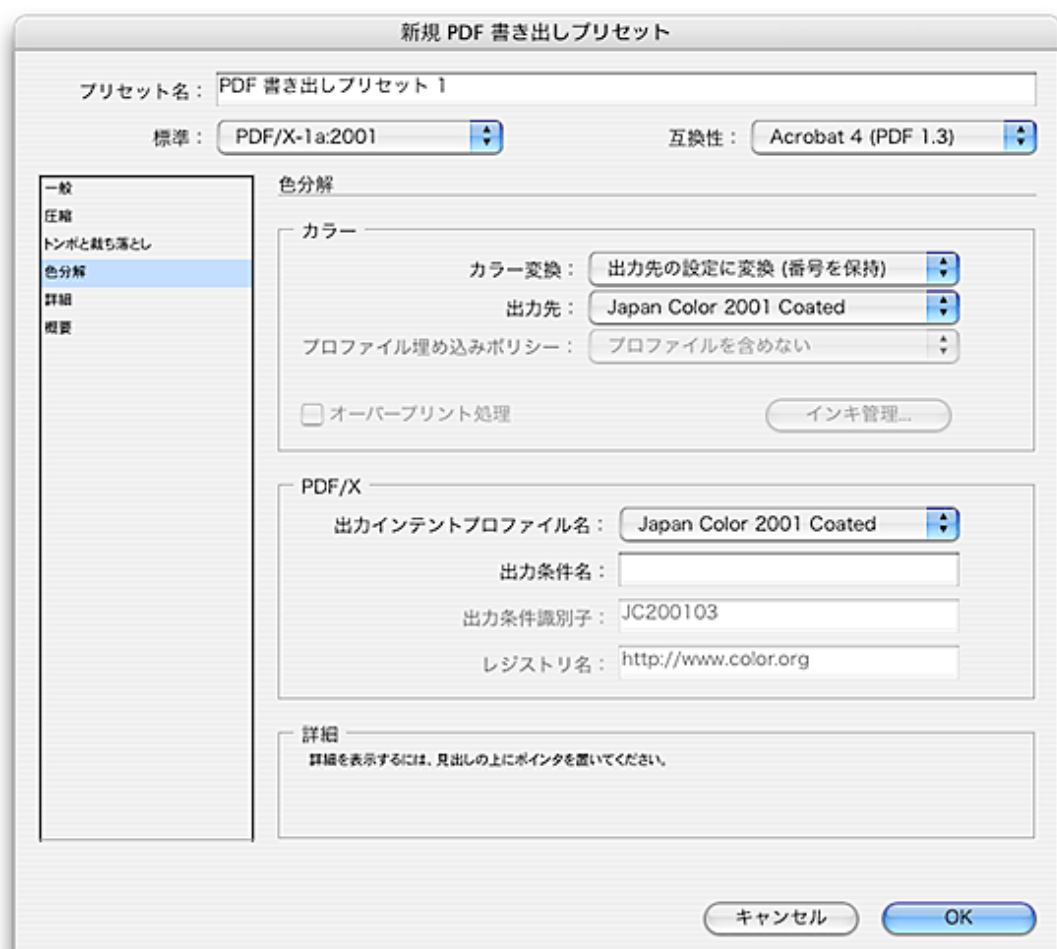 新規 PDF 書き出しプリセット
プリセット名： PDF 書き出しプリセット 1
標準： PDF/X-1a:2001 互換性： Acrobat 4 (PDF 1.3)
一般
圧縮
トンボと裁ち落とし
色分解
詳細
概要
色分解
カラー
カラー変換： 出力先の設定に変換 (番号を保持)
出力先： Japan Color 2001 Coated
プロファイル埋め込みポリシー： プロファイルを含めない
オーバープリント処理 インキ管理...
PDF/X
出力インテントプロファイル名： Japan Color 2001 Coated
出力条件名：
出力条件識別子： JC200103
レジストリ名： http://www.color.org
詳細
詳細を表示するには、見出しの上にポインタを置いてください。
キャンセル OK